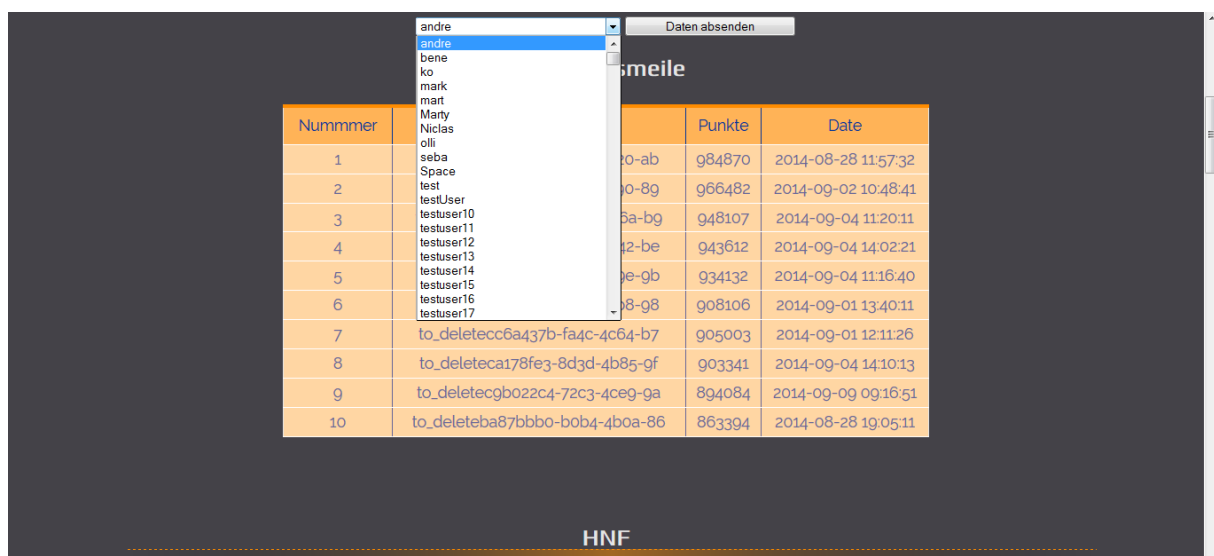 andre Daten absenden
andre
bene
ko
mark
mart
Marty
Niclas
olli
seba
Space
test
testUser
testuser10
testuser11
testuser12
testuser13
testuser14
testuser15
testuser16
testuser17
smeile
Nummmer Punkte Date
1 20-ab 984870 2014-08-28 11:57:32
2 90-89 966482 2014-09-02 10:48:41
3 6a-b9 948107 2014-09-04 11:20:11
4 42-be 943612 2014-09-04 14:02:21
5 9e-9b 934132 2014-09-04 11:16:40
6 b8-98 908106 2014-09-01 13:40:11
7 to_deletecc6a437b-fa4c-4c64-b7 905003 2014-09-01 12:11:26
8 to_deleteca178fe3-8d3d-4b85-9f 903341 2014-09-04 14:10:13
9 to_deletec9b022c4-72c3-4ce9-9a 894084 2014-09-09 09:16:51
10 to_deleteba87bbb0-b0b4-4b0a-86 863394 2014-08-28 19:05:11
HNF